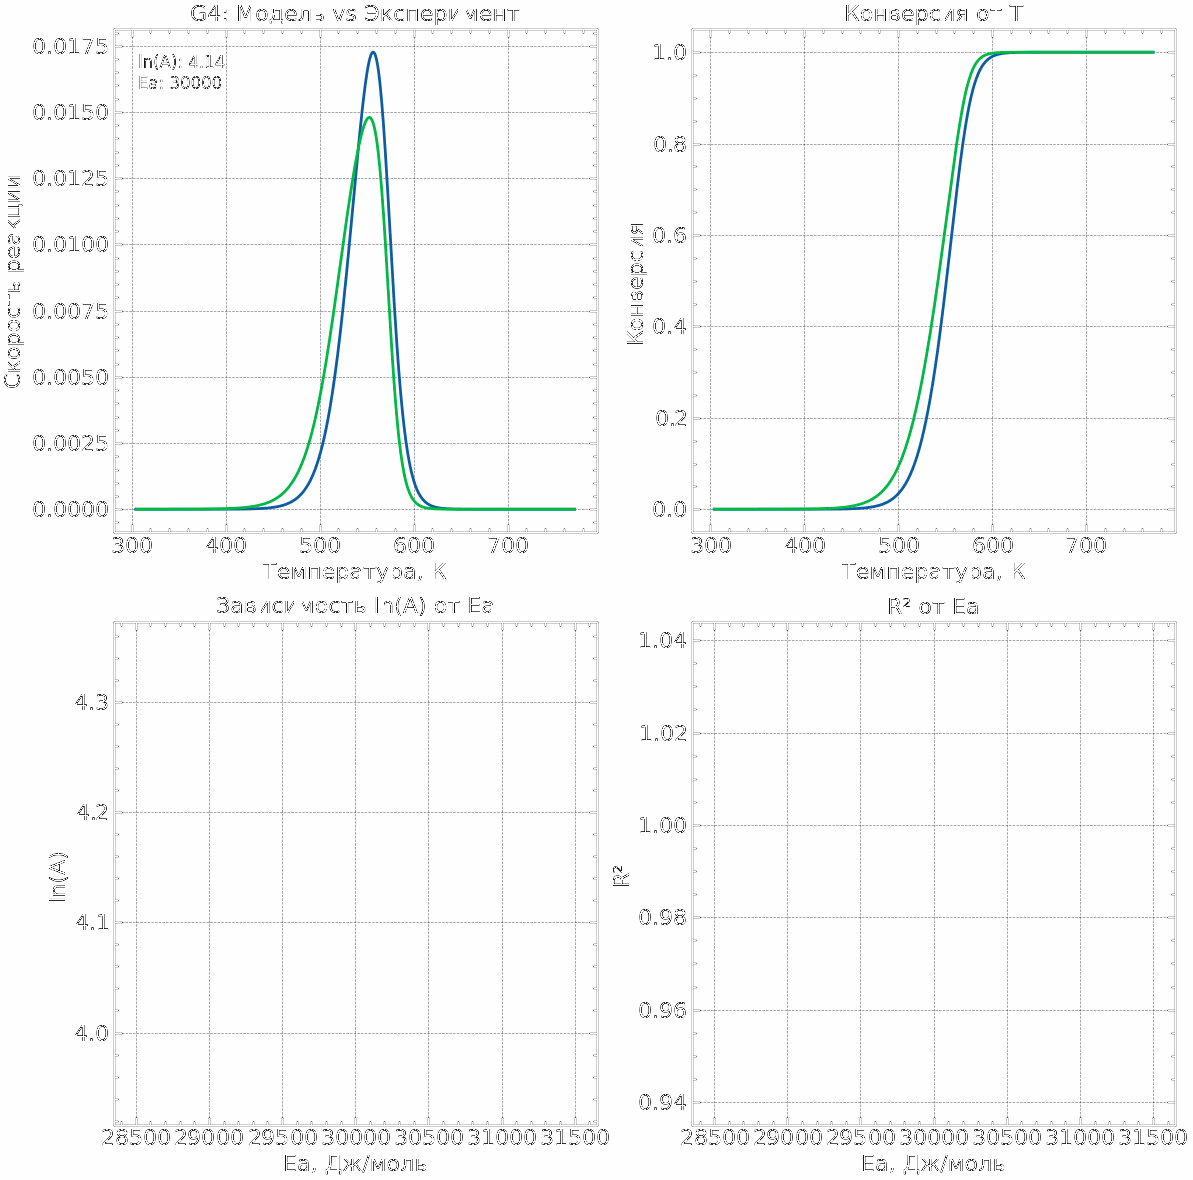 G4: Модель vs Эксперимент
ln(A): 4.14
Ea: 30000
0.0175
0.0150
0.0125
0.0100
0.0075
0.0050
0.0025
0.0000
Скорость реакции
300 400 500 600 700
Температура, K
Конверсия от T
1.0
0.8
0.6
0.4
0.2
0.0
Конверсия
300 400 500 600 700
Температура, K
Зависимость ln(A) от Ea
4.3
4.2
4.1
4.0
ln(A)
28500 29000 29500 30000 30500 31000 31500
Ea, Дж/моль
R² от Ea
1.04
1.02
1.00
0.98
0.96
0.94
R²
28500 29000 29500 30000 30500 31000 31500
Ea, Дж/моль